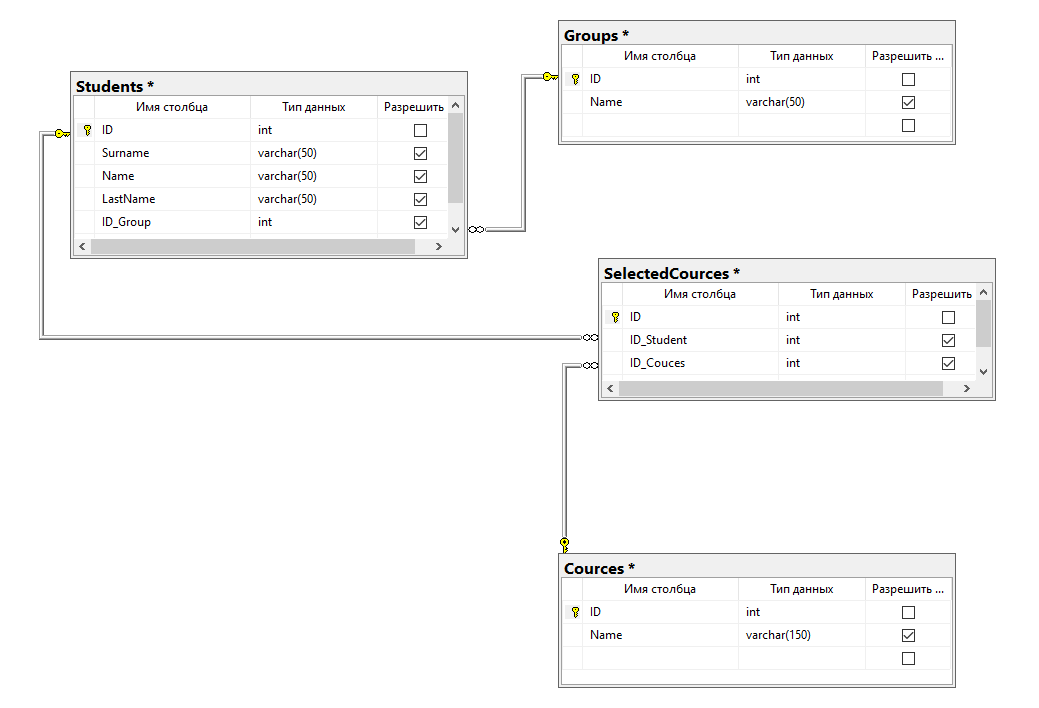 Groups *
Имя столбца Тип данных Разрешить ...
ID int
Name varchar(50)
Students *
Имя столбца Тип данных Разрешить
ID int
Surname varchar(50)
Name varchar(50)
LastName varchar(50)
ID_Group int
SelectedCources *
Имя столбца Тип данных Разрешить
ID int
ID_Student int
ID_Couces int
Cources *
Имя столбца Тип данных Разрешить ...
ID int
Name varchar(150)